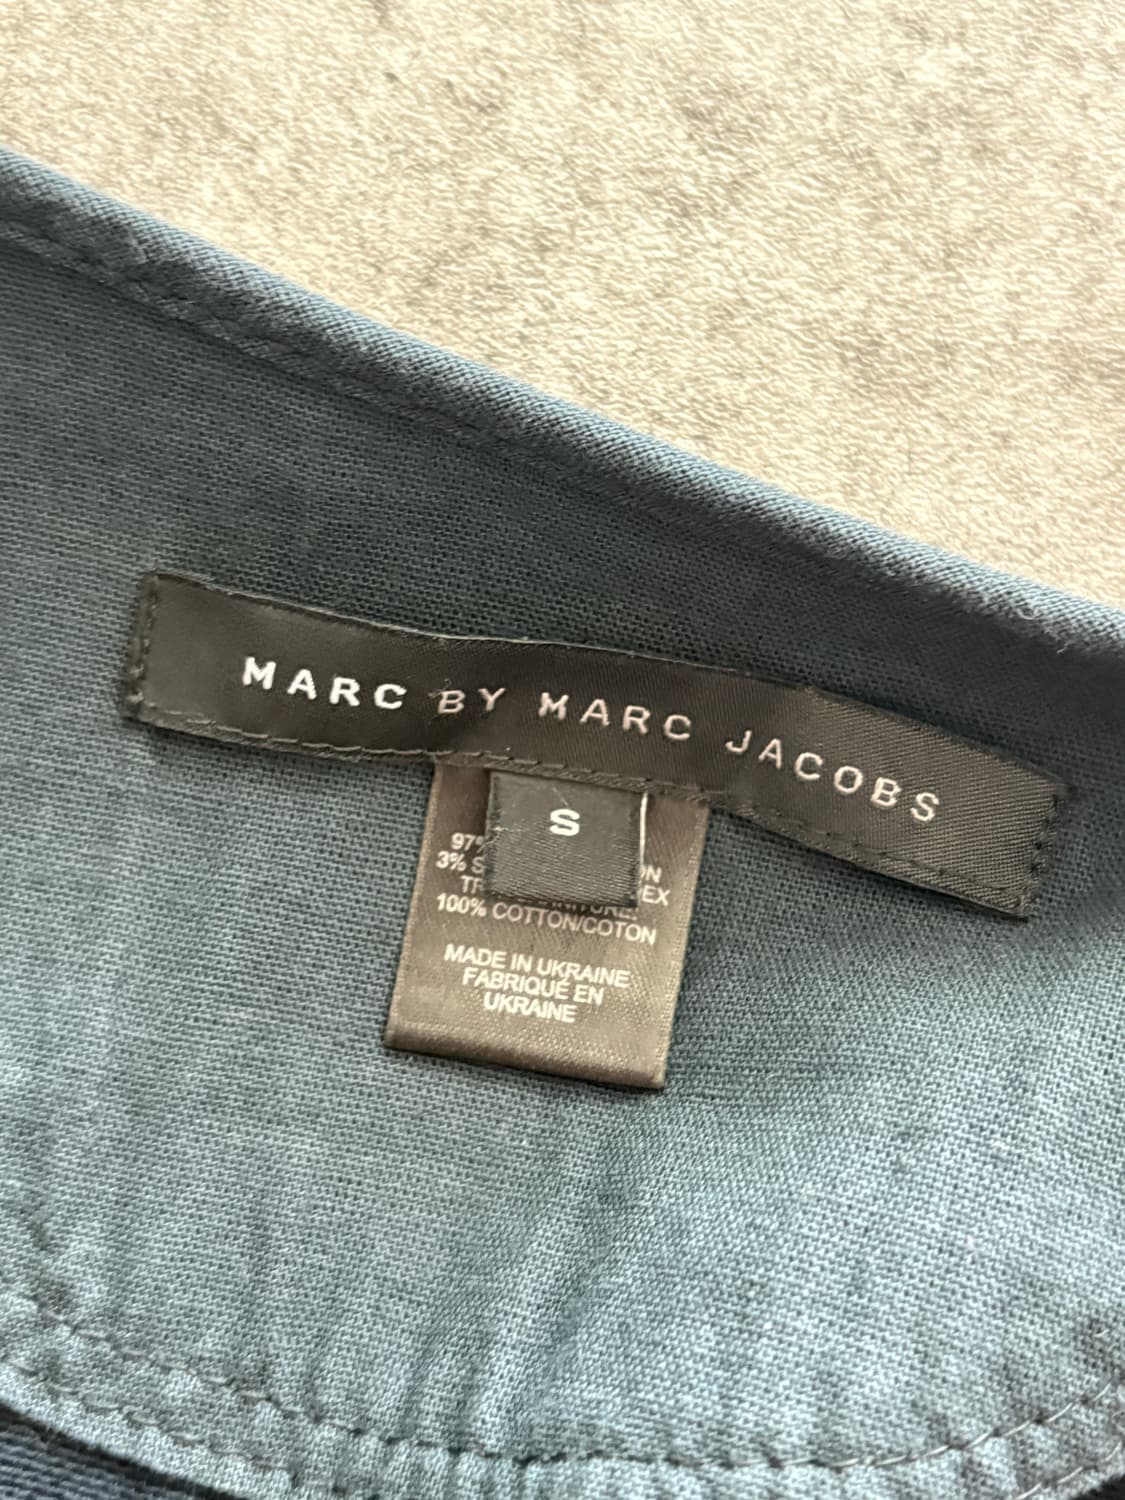 MARC BY MARC JACOBS
S
97%
3% S
100% COTTON/COTON
MADE IN UKRAINE
FABRIQUÉ EN
UKRAINE